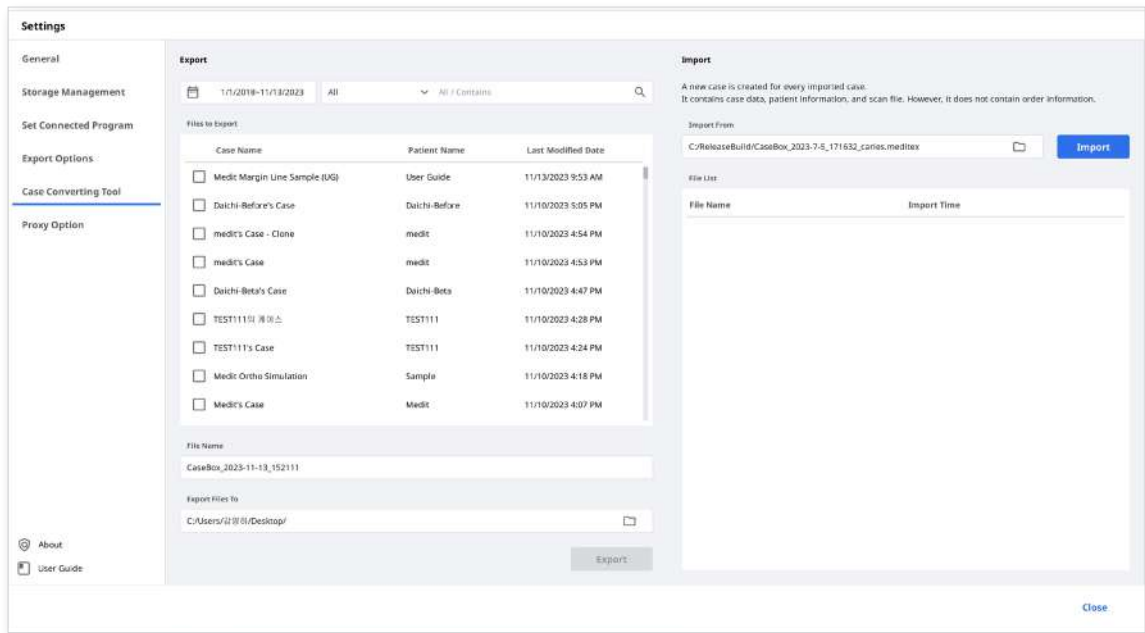 Settings
General
Storage Management
Set Connected Program
Export Options
Case Converting Tool
Proxy Option
About
User Guide
Export
1/1/2019~11/13/2023 All All / Contains
Files to Export
Case Name Patient Name Last Modified Date
Medit Margin Line Sample (UG) User Guide 11/13/2023 9:53 AM
Daichi-Before's Case Daichi-Before 11/10/2023 5:05 PM
medit's Case - Clone medit 11/10/2023 4:54 PM
medit's Case medit 11/10/2023 4:53 PM
Daichi-Beta's Case Daichi-Beta 11/10/2023 4:47 PM
TEST111의 케이스 TEST111 11/10/2023 4:28 PM
TEST111's Case TEST111 11/10/2023 4:24 PM
Medit Ortho Simulation Sample 11/10/2023 4:18 PM
Medit's Case Medit 11/10/2023 4:07 PM
File Name
CaseBox_2023-11-13_152111
Export Files To
C:/Users/ /Desktop/
Export
Import
A new case is created for every imported case.
It contains case data, patient information, and scan file. However, it does not contain order information.
Import From
C:/ReleaseBuild/CaseBox_2023-7-5_171632_caries.meditex
Import
File List
File Name Import Time
Close